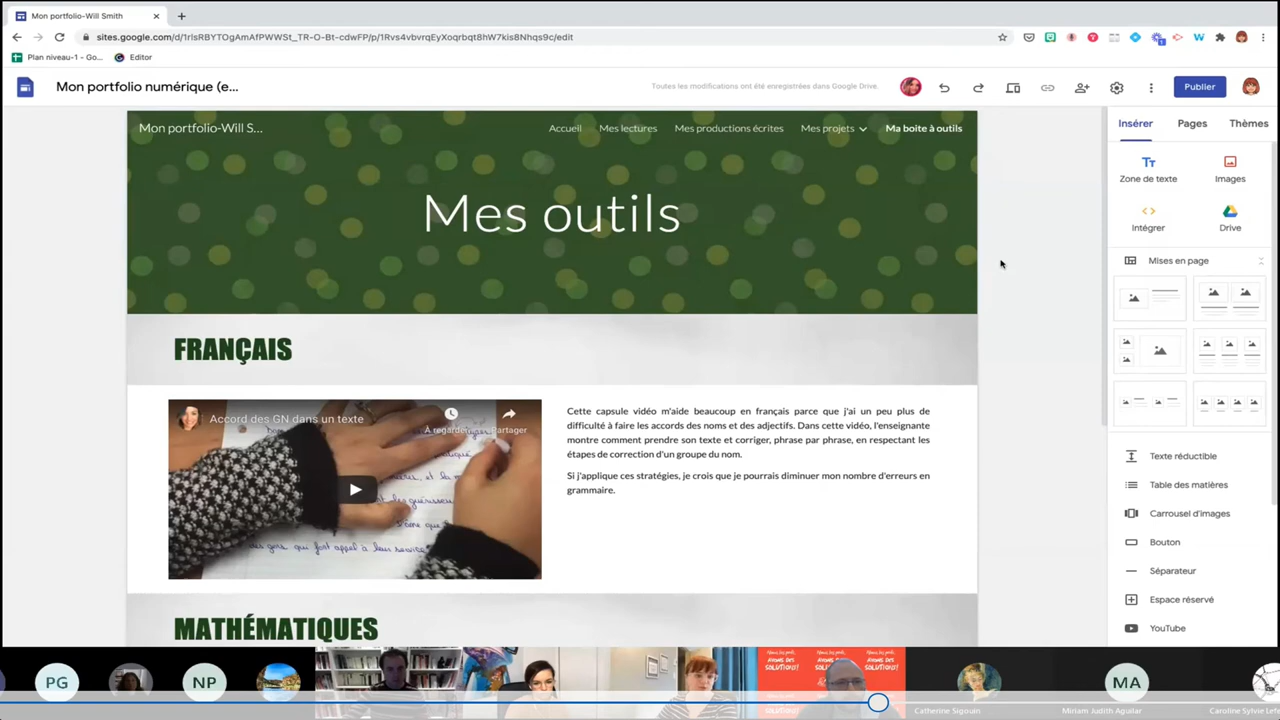 Mon portfolio-Will Smith
sites.google.com/d/1rlsRBYTOgAmAfPWWSt_TR-O-Bt-cdwFP/p/1Rvs4vbvrqEyXoqrbqt8hW7kis8Nhqs9c/edit
Plan niveau-1 - Go... Editor
Mon portfolio numérique (e... Toutes les modifications ont été enregistrées dans Google Drive. Publier
Mon portfolio-Will S... Accueil Mes lectures Mes productions écrites Mes projets Ma boite à outils
Insérer Pages Thèmes
Zone de texte Images
Intégrer Drive
Mes outils
Mises en page
FRANÇAIS
Accord des GN dans un texte
Partager
Cette capsule vidéo m'aide beaucoup en français parce que j'ai un peu plus de
difficulté à faire les accords des noms et des adjectifs. Dans cette vidéo, l'enseignante
montre comment prendre son texte et corriger, phrase par phrase, en respectant les
étapes de correction d'un groupe du nom.
Si j'applique ces stratégies, je crois que je pourrais diminuer mon nombre d'erreurs en
grammaire.
Texte réductible
Table des matières
Carrousel d'images
Bouton
Séparateur
Espace réservé
YouTube
MATHÉMATIQUES
PG NP MA
AVONS DES
SOLUTIONS!
Catherine Sigouin Miriam Judith Aguilar Caroline Sylvie Lefe